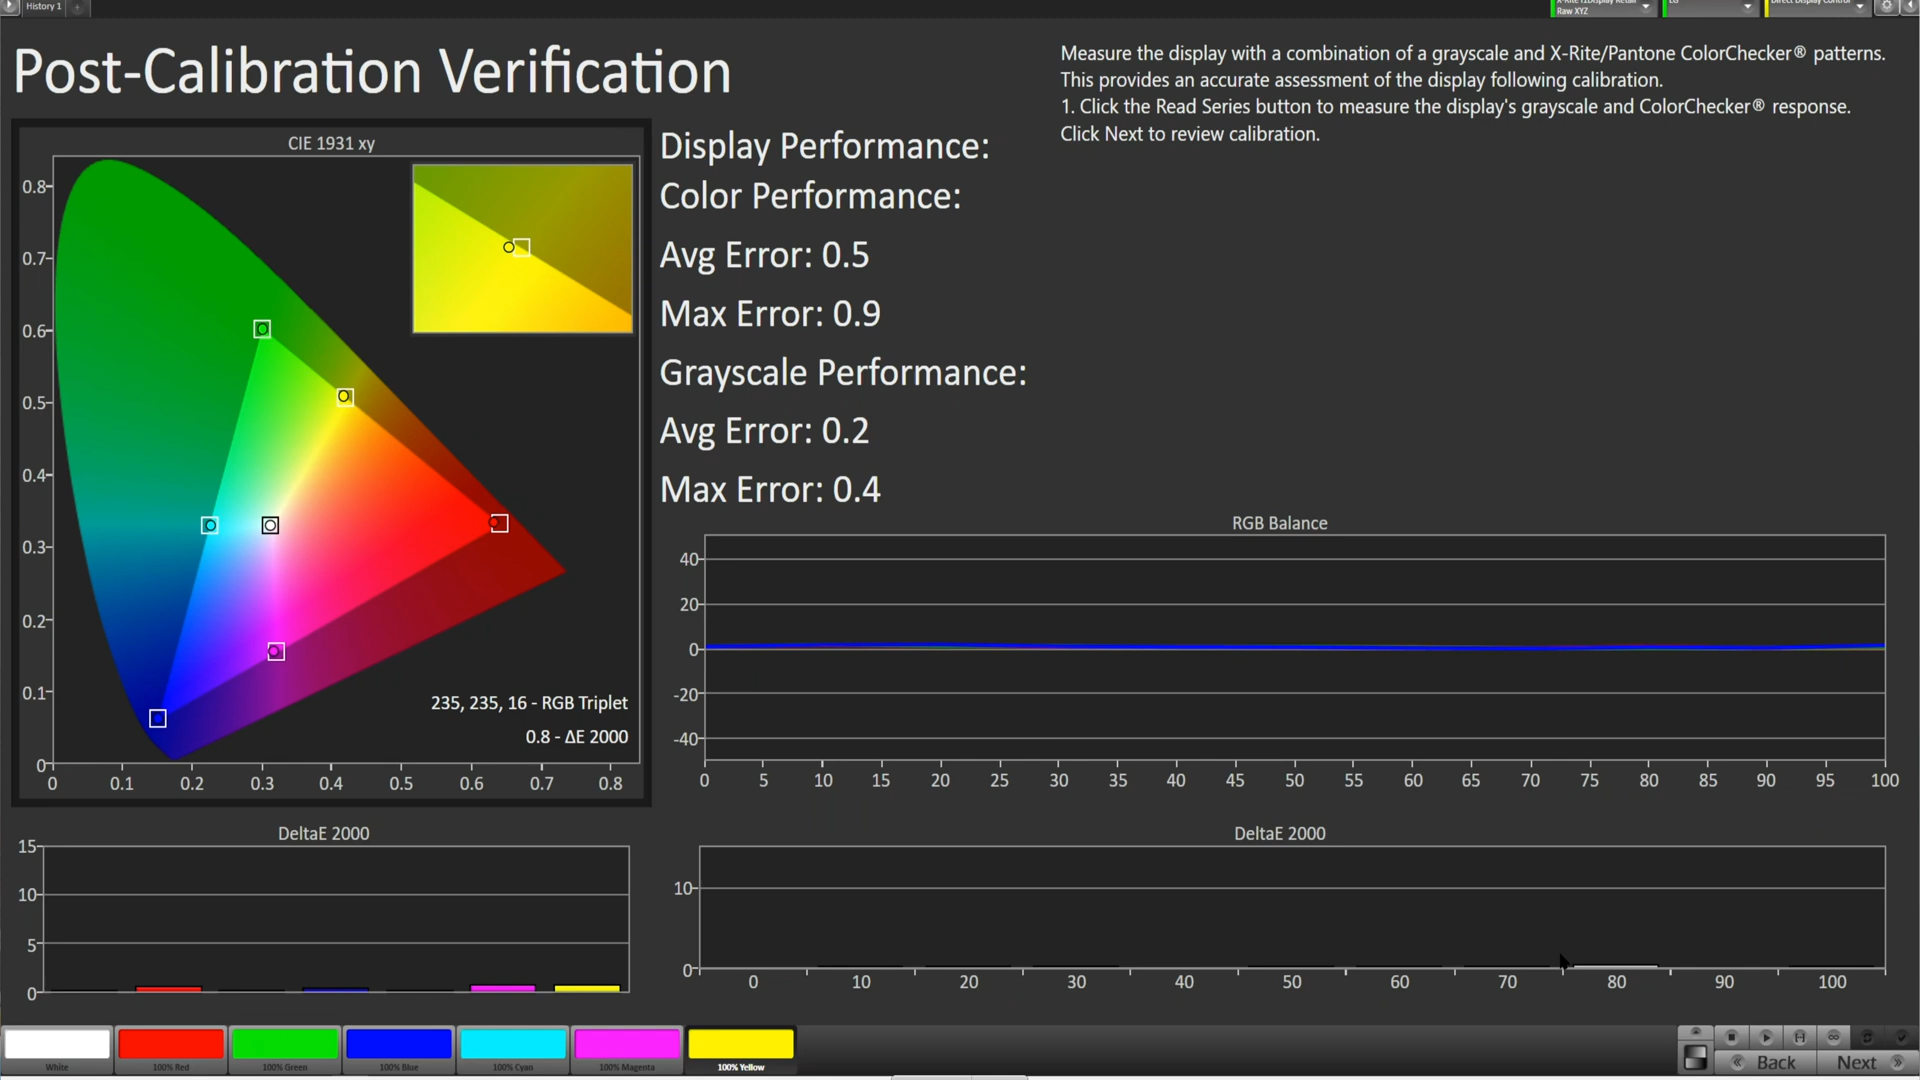 History 1
Raw XYZ
Post-Calibration Verification
Measure the display with a combination of a grayscale and X-Rite/Pantone ColorChecker® patterns.
This provides an accurate assessment of the display following calibration.
1. Click the Read Series button to measure the display's grayscale and ColorChecker® response.
Click Next to review calibration.
CIE 1931 xy
0.8
0.7
0.6
0.5
0.4
0.3
0.2
0.1
0
0 0.1 0.2 0.3 0.4 0.5 0.6 0.7 0.8
235, 235, 16 - RGB Triplet
0.8 - ΔE 2000
Display Performance:
Color Performance:
Avg Error: 0.5
Max Error: 0.9
Grayscale Performance:
Avg Error: 0.2
Max Error: 0.4
RGB Balance
40
20
0
-20
-40
0 5 10 15 20 25 30 35 40 45 50 55 60 65 70 75 80 85 90 95 100
DeltaE 2000
15
10
5
0
DeltaE 2000
10
0
0 10 20 30 40 50 60 70 80 90 100
White
100% Red
100% Green
100% Blue
100% Cyan
100% Magenta
100% Yellow
Back
Next